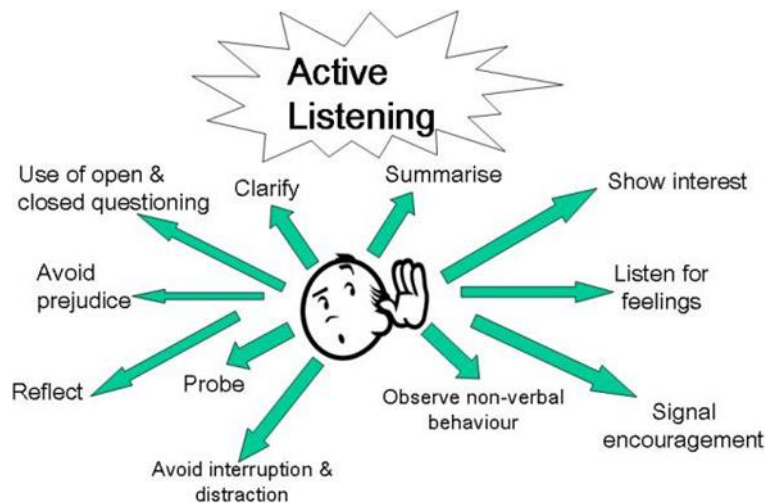 Active
Listening
Use of open &
closed questioning
Clarify
Summarise
Show interest
Avoid
prejudice
Listen for
feelings
Reflect
Probe
Observe non-verbal
behaviour
Signal
encouragement
Avoid interruption &
distraction